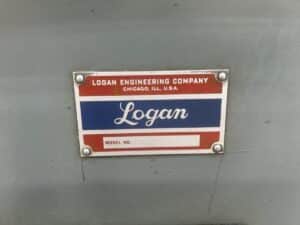 LOGAN ENGINEERING COMPANY
CHICAGO, ILL., U.S.A.
Logan
MODEL NO.